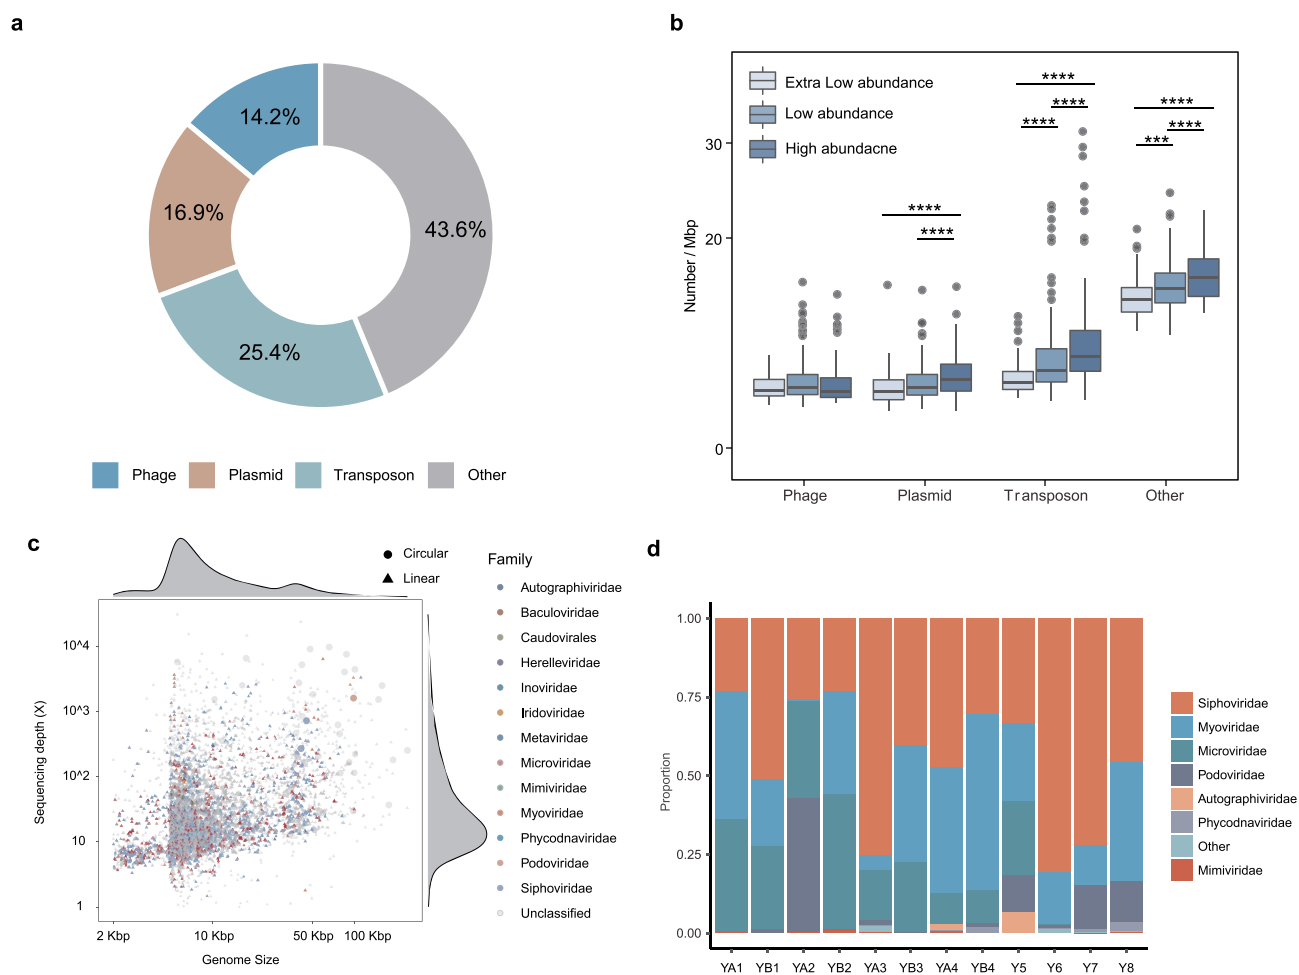 a
14.2%
16.9%
43.6%
25.4%
Phage
Plasmid
Transposon
Other
b
Extra Low abundance
Low abundance
High abundacne
****
****
****
****
****
****
****
***
Number / Mbp
30
20
0
Phage
Plasmid
Transposon
Other
c
Circular
Linear
Family
Autographiviridae
Baculoviridae
Caudovirales
Herelleviridae
Inoviridae
Iridoviridae
Metaviridae
Microviridae
Mimiviridae
Myoviridae
Phycodnaviridae
Podoviridae
Siphoviridae
Unclassified
Sequencing depth (X)
10^4
10^3
10^2
10
1
2 Kbp
10 Kbp
50 Kbp
100 Kbp
Genome Size
d
Proportion
1.00
0.75
0.50
0.25
0.00
YA1
YB1
YA2
YB2
YA3
YB3
YA4
YB4
Y5
Y6
Y7
Y8
Siphoviridae
Myoviridae
Microviridae
Podoviridae
Autographiviridae
Phycodnaviridae
Other
Mimiviridae